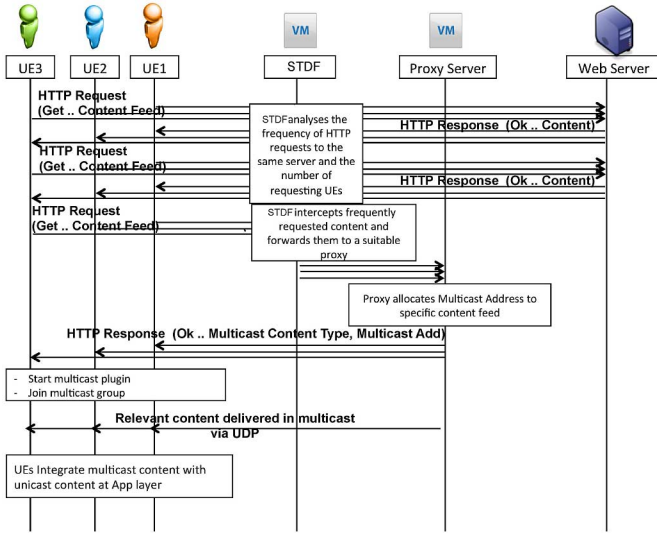 VM
VM
UE3
UE2
UE1
STDF
Proxy Server
Web Server
HTTP Request
(Get .. Content Feed)
STDF analyses the
frequency of HTTP
requests to the
same server and the
number of
requesting UEs
HTTP Response (Ok .. Content)
HTTP Request
(Get .. Content Feed)
HTTP Response (Ok .. Content)
HTTP Request
(Get .. Content Feed)
STDF intercepts frequently
requested content and
forwards them to a suitable
proxy
Proxy allocates Multicast Address to
specific content feed
HTTP Response (Ok .. Multicast Content Type, Multicast Add)
- Start multicast plugin
- Join multicast group
Relevant content delivered in multicast
via UDP
UEs Integrate multicast content with
unicast content at App layer